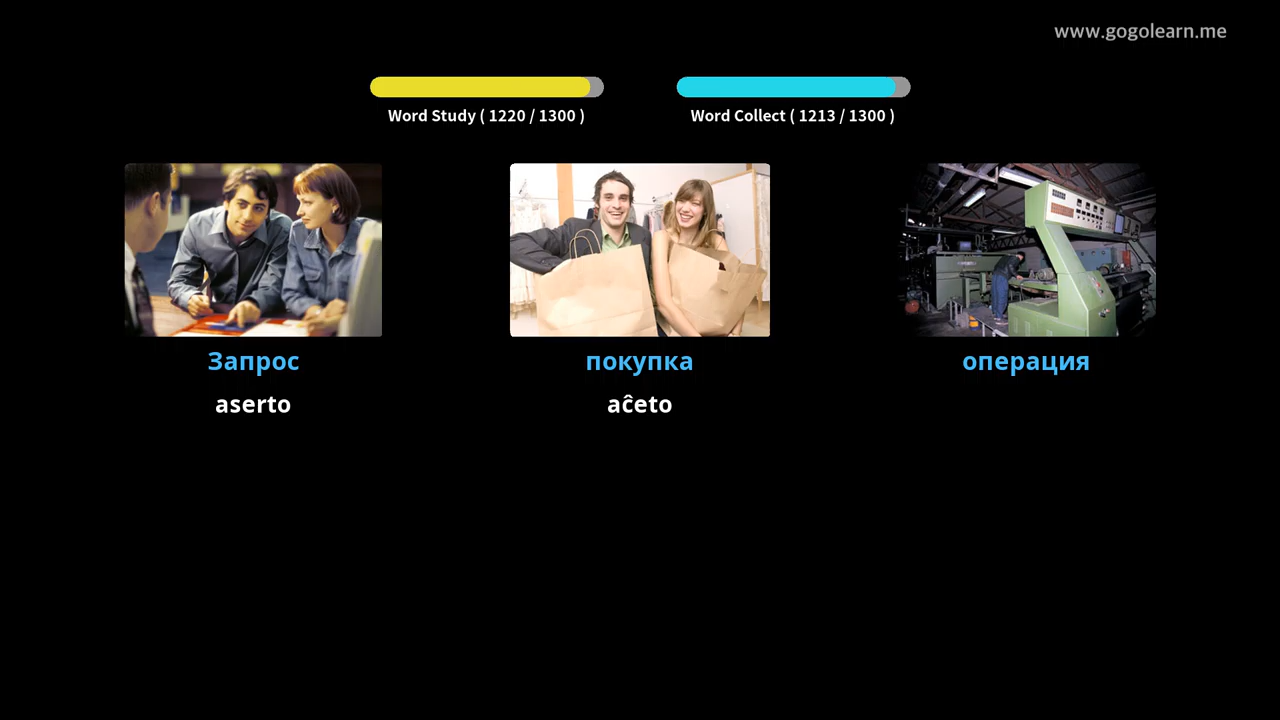 www.gogolearn.me
Word Study ( 1220 / 1300 )
Word Collect ( 1213 / 1300 )
Запрос
покупка
операция
aserto
aĉeto